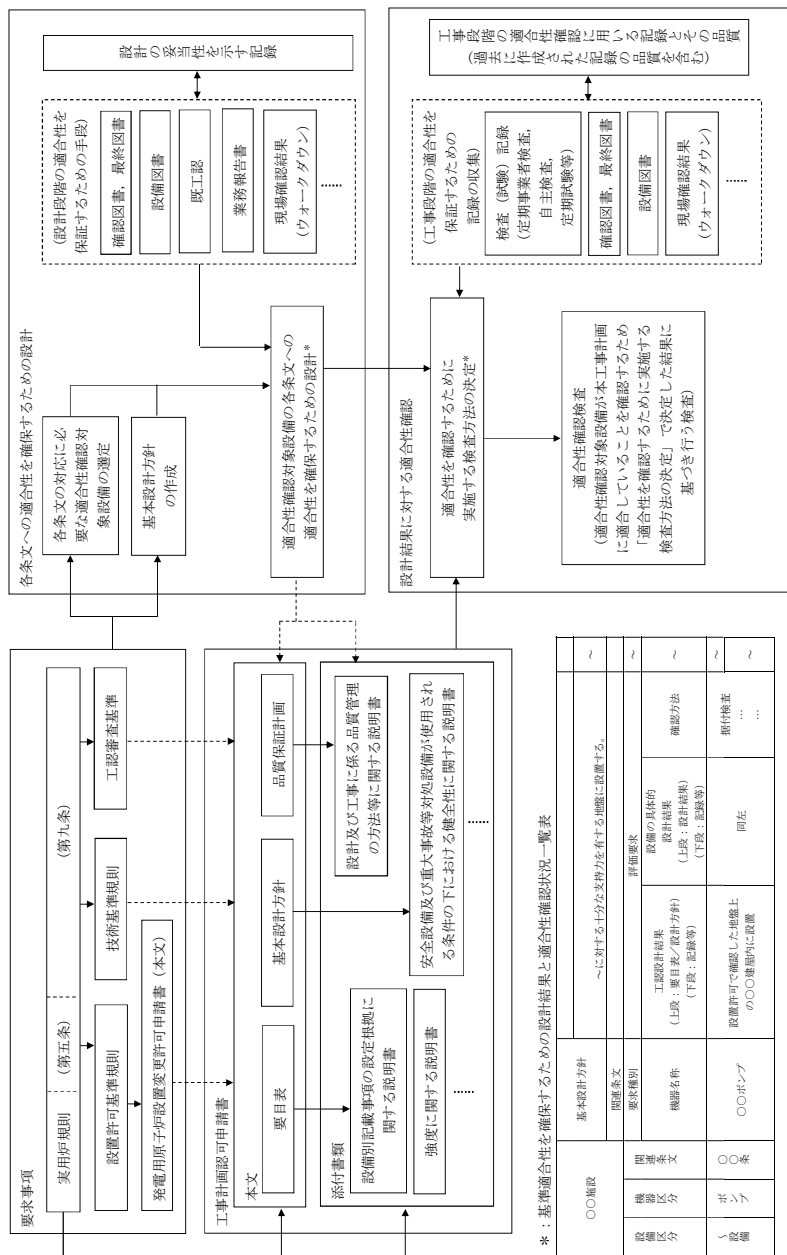 要求事項
実用炉規則
(第五条)
(第九条)
設置許可基準規則
技術基準規則
工認審査基準
発電用原子炉設置変更許可申請書（本文）
工事計画認可申請書
本文
要目表
基本設計方針
品質保証計画
添付書類
設備別記載事項の設定根拠に
関する説明書
強度に関する説明書
……
設計及び工事に係る品質管理
の方法等に関する説明書
安全設備及び重大事故等対処設備が使用され
る条件の下における健全性に関する説明書
……
各条文への適合性を確保するための設計
各条文の対応に必
要な適合性確認対
象設備の選定
基本設計方針
の作成
適合性確認対象設備の各条文への
適合性を確保するための設計*
(設計段階の適合性を
保証するための手段)
確認図書，最終図書
設備図書
既工認
業務報告書
現場確認結果
(ウォークダウン)
……
設計の妥当性を示す記録
設計結果に対する適合性確認
適合性を確認するために
実施する検査方法の決定*
適合性確認検査
(適合性確認対象設備が本工事計画
に適合していることを確認するため
「適合性を確認するために実施する
検査方法の決定」で決定した結果に
基づき行う検査)
(工事段階の適合性を
保証するための
記録の収集)
検査（試験）記録
(定期事業者検査,
自主検査,
定期試験等)
確認図書，最終図書
設備図書
現場確認結果
(ウォークダウン)
……
工事段階の適合性確認に用いる記録とその品質
(過去に作成された記録の品質を含む)
*：基準適合性を確保するための設計結果と適合性確認状況一覧表
○○施設
基本設計方針
～に対する十分な支持力を有する地盤に設置する。
～
関連条文
要求種別
評価要求
～
設備区分
機器区分
関連条文
機器名称
工認設計結果
(上段：要目表／設計方針)
(下段：記録等)
設備の具体的
設計結果
(上段：設計結果)
(下段：記録等)
確認方法
～
～設備
ポンプ
○○条
○○ポンプ
設置許可で確認した地盤上
の○○建屋内に設置
同左
据付検査
…
…
～
～